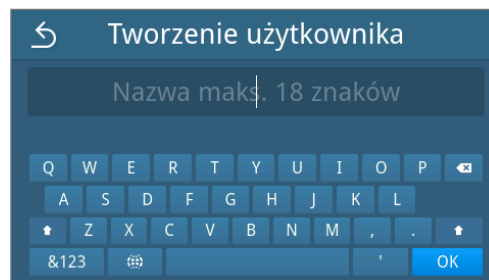 Tworzenie użytkownika
Nazwa maks. 18 znaków
Q W E R T Y U I O P
A S D F G H J K L
Z X C V B N M , .
&123 ' OK